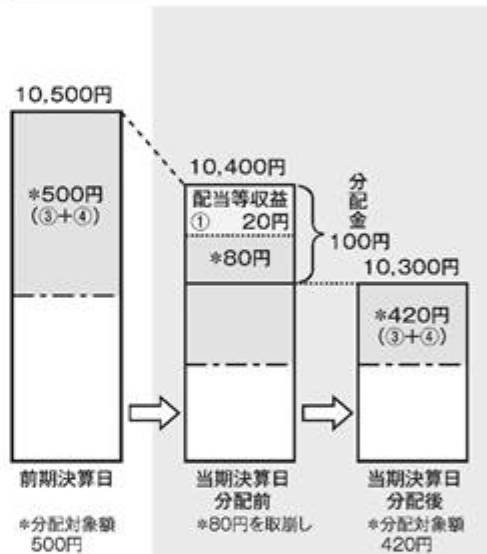 10,500円
*500円
(③+④)
前期決算日
*分配対象額
500円
10,400円
配当等収益
① 20円
*80円
分配金
100円
当期決算日
分配前
*80円を取崩し
10,300円
*420円
(③+④)
当期決算日
分配後
*分配対象額
420円